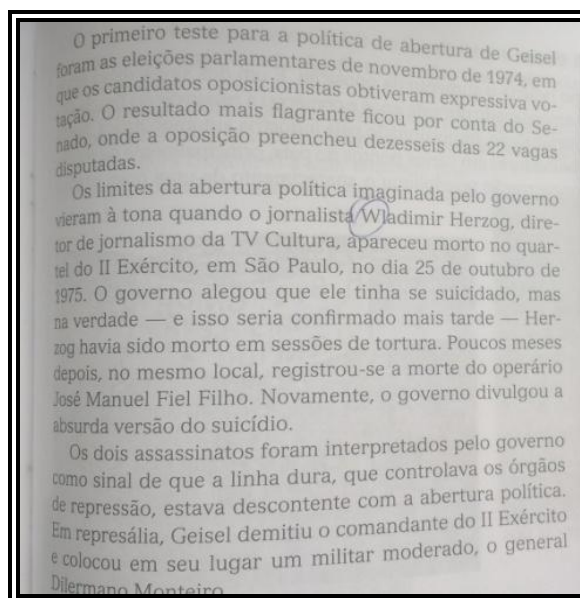 O primeiro teste para a política de abertura de Geisel
foram as eleições parlamentares de novembro de 1974, em
que os candidatos oposicionistas obtiveram expressiva vo-
tação. O resultado mais flagrante ficou por conta do Se-
nado, onde a oposição preencheu dezesseis das 22 vagas
disputadas.
Os limites da abertura política imaginada pelo governo
vieram à tona quando o jornalista Wladimir Herzog, dire-
tor de jornalismo da TV Cultura, apareceu morto no quar-
tel do II Exército, em São Paulo, no dia 25 de outubro de
1975. O governo alegou que ele tinha se suicidado, mas
na verdade — e isso seria confirmado mais tarde — Her-
zog havia sido morto em sessões de tortura. Poucos meses
depois, no mesmo local, registrou-se a morte do operário
José Manuel Fiel Filho. Novamente, o governo divulgou a
absurda versão do suicídio.
Os dois assassinatos foram interpretados pelo governo
como sinal de que a linha dura, que controlava os órgãos
de repressão, estava descontente com a abertura política.
Em represália, Geisel demitiu o comandante do II Exército
e colocou em seu lugar um militar moderado, o general
Dilermano Monteiro